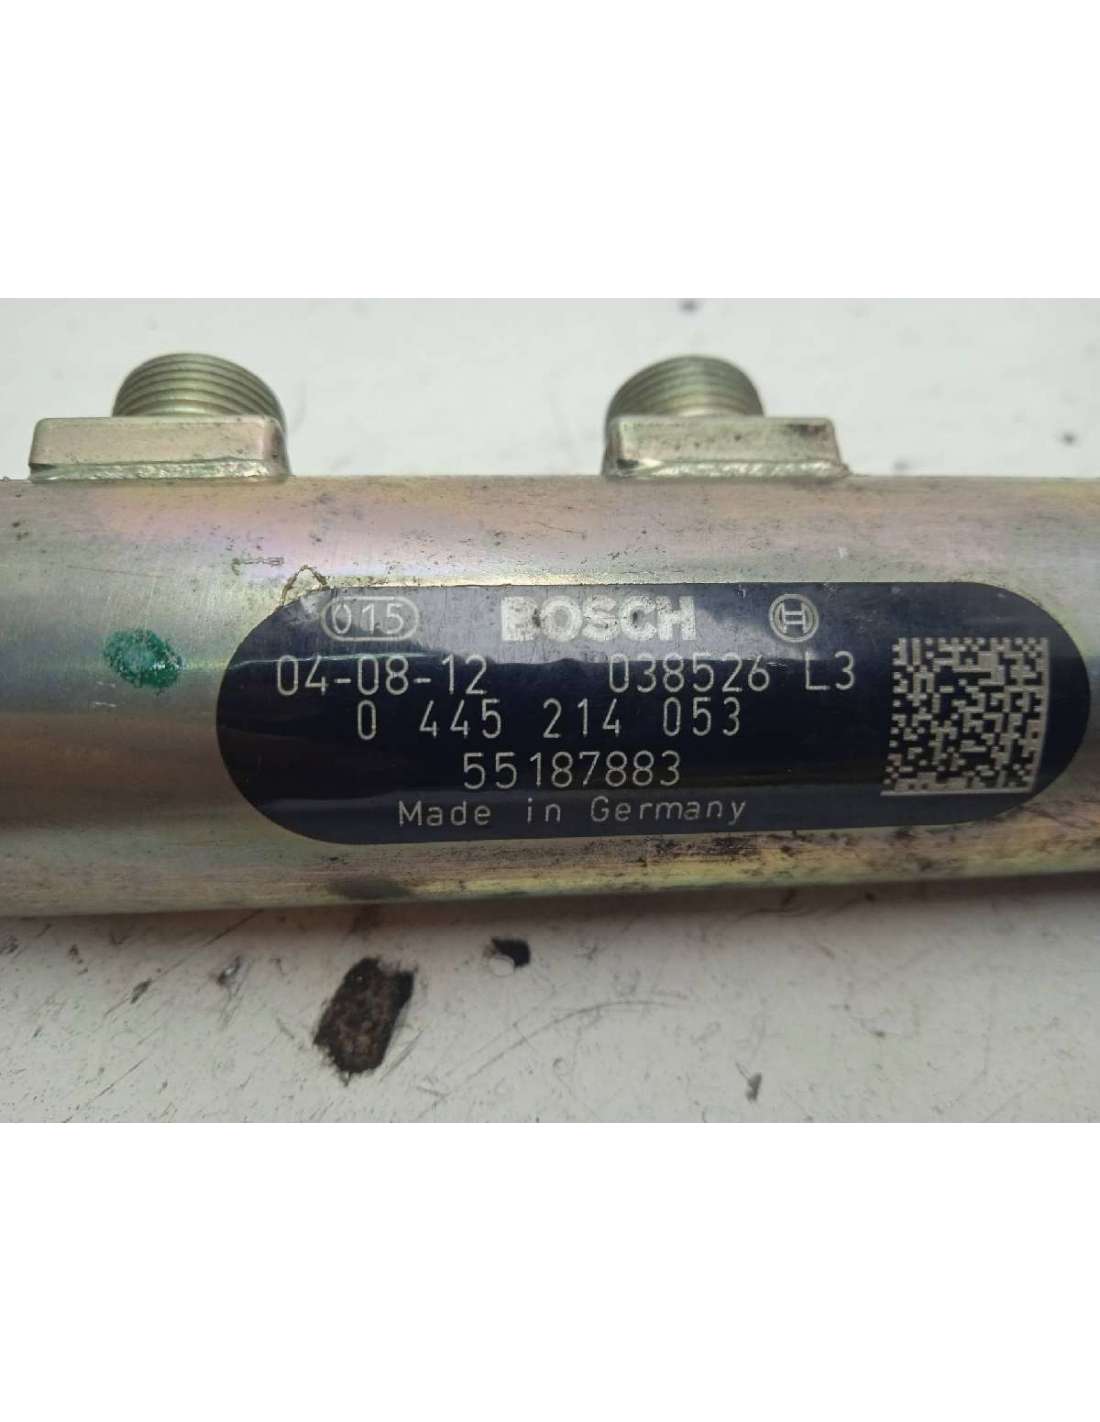 015 BOSCH
04-08-12 038526 L3
0 445 214 053
55187883
Made in Germany